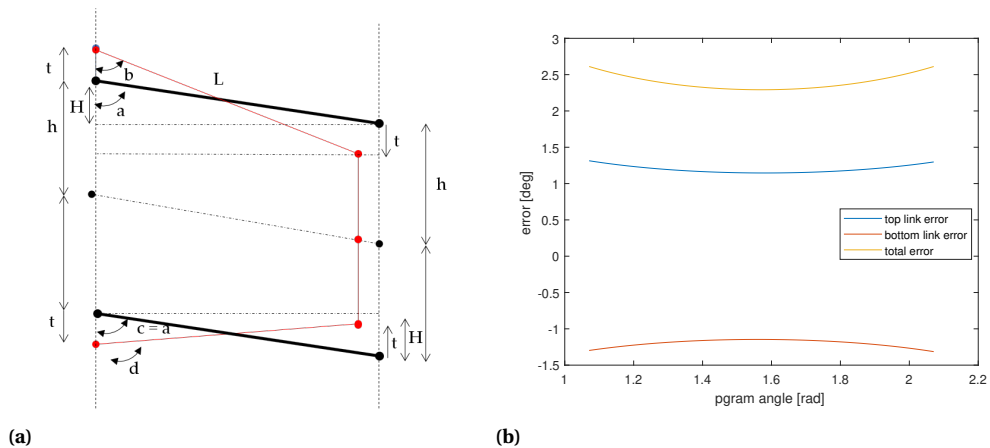 t
b
L
H
a
h
t
h
t
c = a
t
H
d
(a)
3
2.5
2
1.5
1
0.5
0
-0.5
-1
-1.5
error [deg]
top link error
bottom link error
total error
1
1.2
1.4
1.6
1.8
2
2.2
pgram angle [rad]
(b)